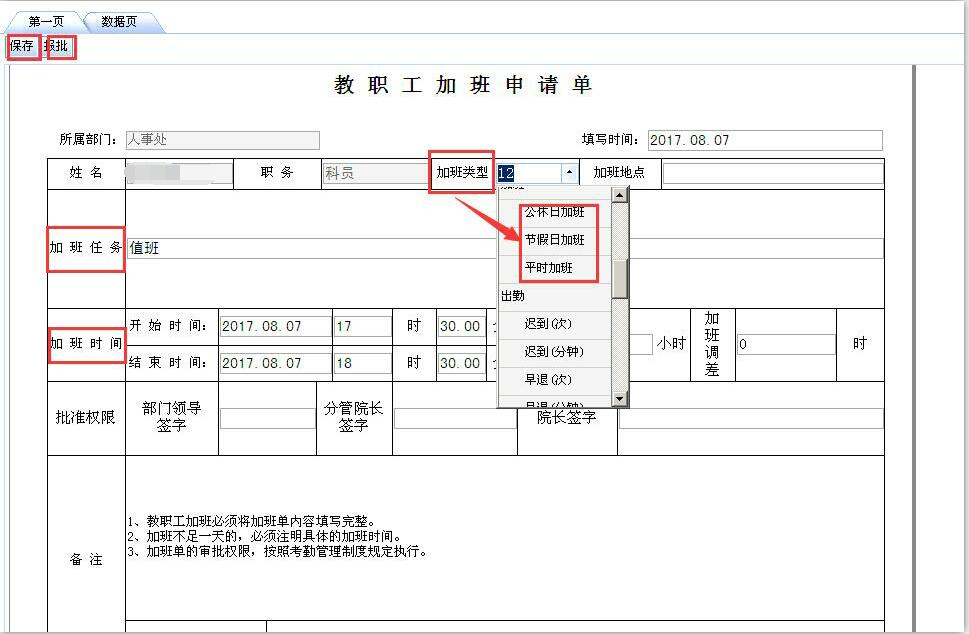 第一页 数据页
保存 报批
教 职 工 加 班 申 请 单
所属部门: 人事处 填写时间: 2017.08.07
姓 名 职 务 科员 加班类型 12 加班地点
公休日加班
节假日加班
平时加班
出勤
迟到(次)
迟到(分钟)
早退(次)
早退(分钟)
加 班 任 务 值班
加 班 时 间 开 始 时 间: 2017.08.07 17 时 30.00
结 束 时 间: 2017.08.07 18 时 30.00
小时 加班调差 0 时
批准权限 部门领导签字 分管院长签字 院长签字
备 注
1、教职工加班必须将加班单内容填写完整。
2、加班不足一天的,必须注明具体的加班时间。
3、加班单的审批权限,按照考勤管理制度规定执行。